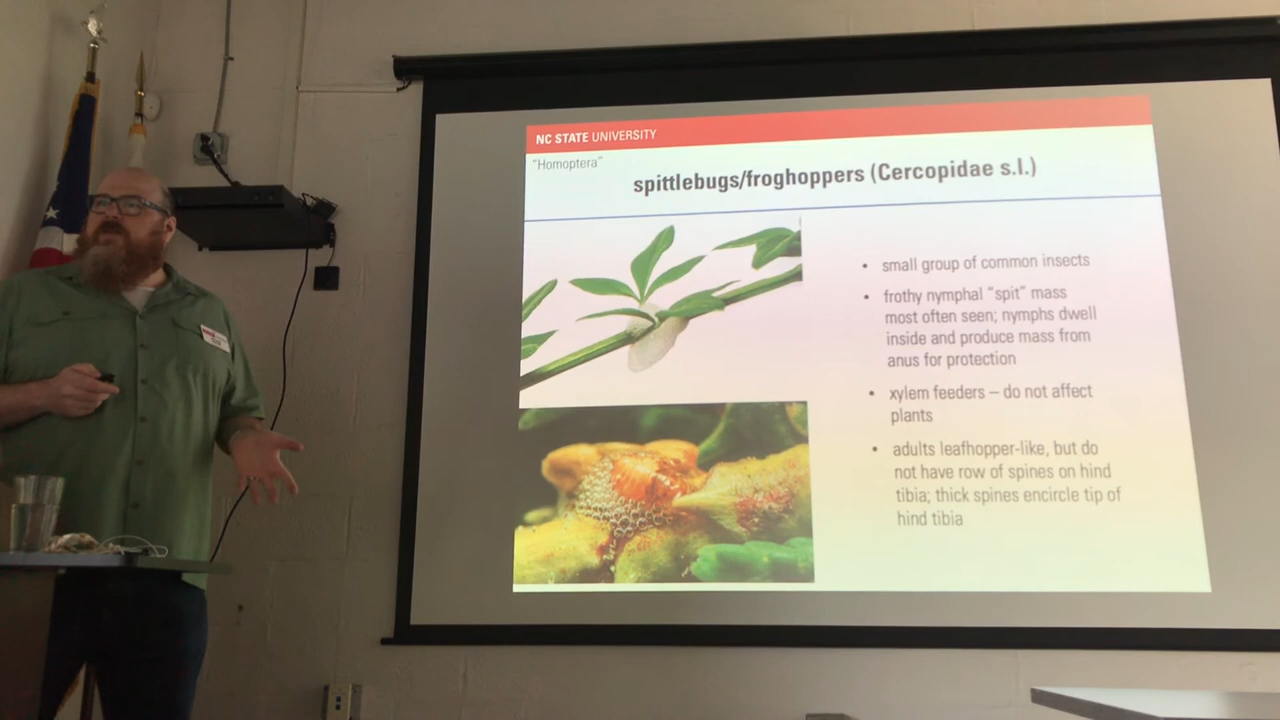 NC STATE UNIVERSITY
"Homoptera"
spittlebugs/froghoppers (Cercopidae s.l.)
• small group of common insects
• frothy nymphal "spit" mass
most often seen; nymphs dwell
inside and produce mass from
anus for protection
• xylem feeders – do not affect
plants
• adults leafhopper-like, but do
not have row of spines on hind
tibia; thick spines encircle tip of
hind tibia